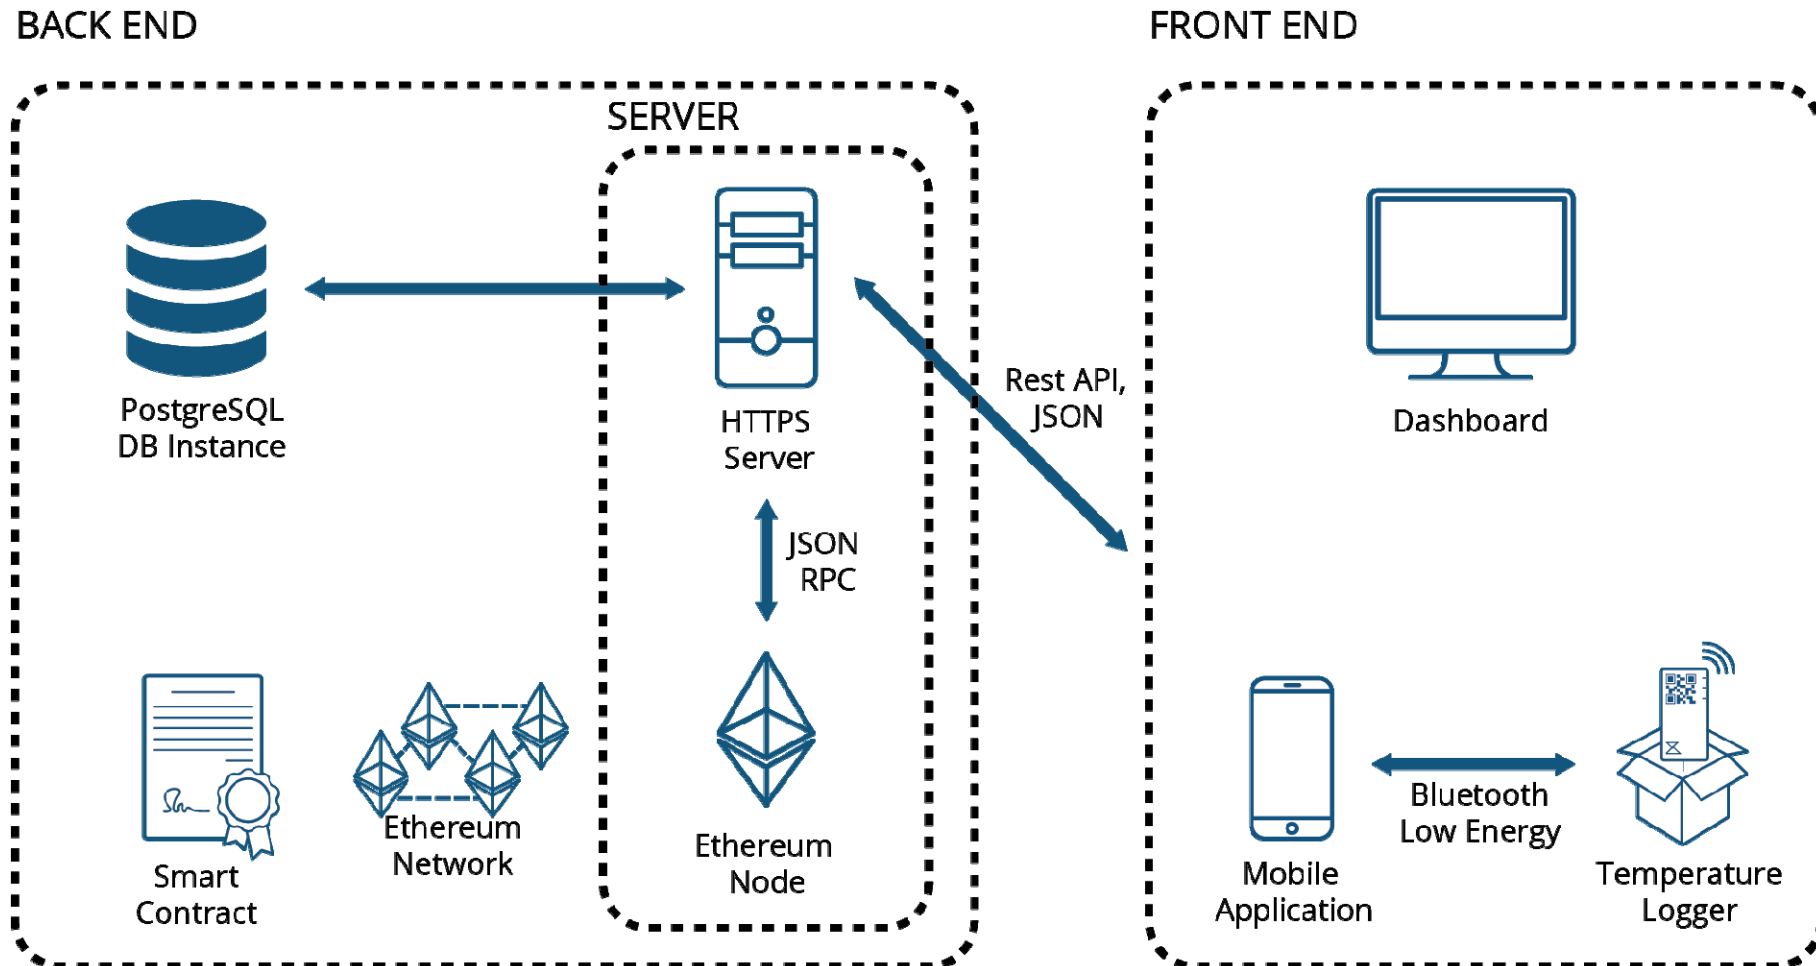 BACK END
FRONT END
SERVER
PostgreSQL
DB Instance
HTTPS
Server
Rest API,
JSON
Dashboard
JSON
RPC
Smart
Contract
Ethereum
Network
Ethereum
Node
Mobile
Application
Bluetooth
Low Energy
Temperature
Logger